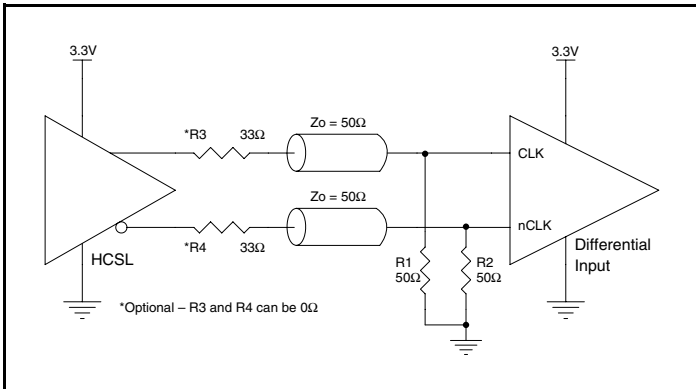 3.3V
3.3V
*R3 33Ω
Zo = 50Ω
CLK
Zo = 50Ω
nCLK
*R4 33Ω
HCSL
R1
50Ω
R2
50Ω
Differential
Input
*Optional – R3 and R4 can be 0Ω